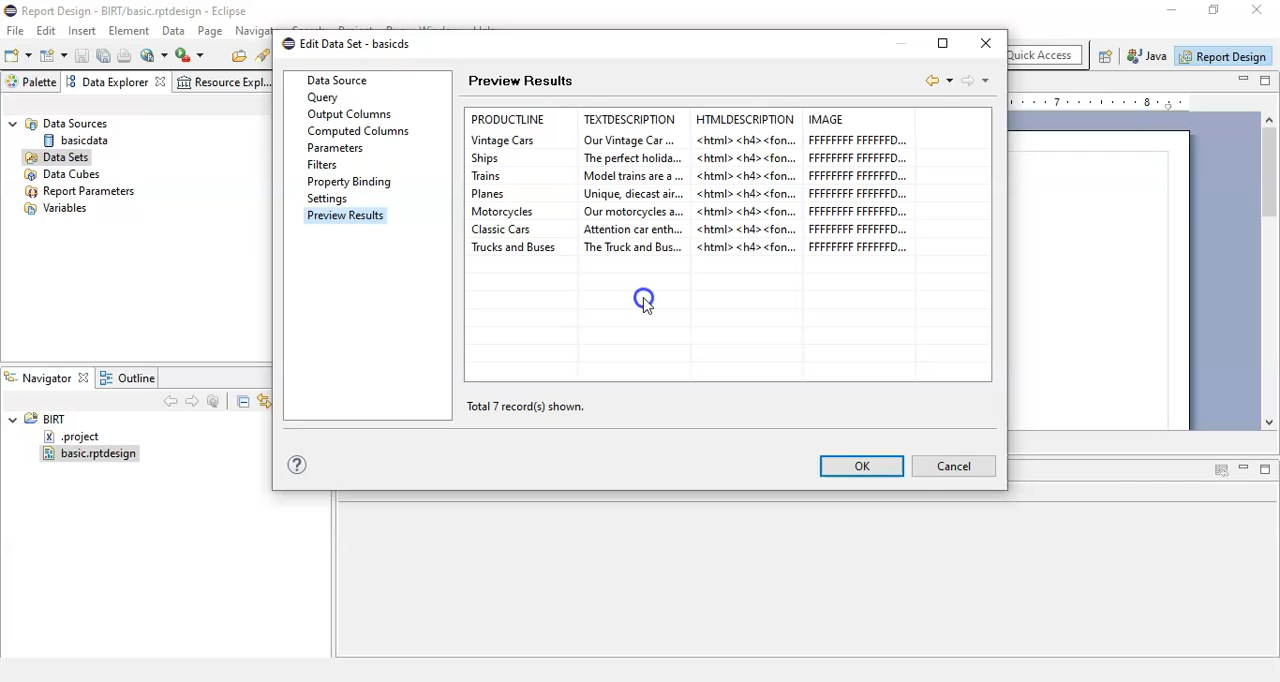 Report Design - BIRT/basic.rptdesign - Eclipse
File Edit Insert Element Data Page
Quick Access Java Report Design
Palette Data Explorer Resource Expl...
Data Sources
basicdata
Data Sets
Data Cubes
Report Parameters
Variables
Navigator Outline
BIRT
.project
basic.rptdesign
7 8
Edit Data Set - basicds
Data Source
Query
Output Columns
Computed Columns
Parameters
Filters
Property Binding
Settings
Preview Results
Preview Results
PRODUCTLINE TEXTDESCRIPTION HTMLDESCRIPTION IMAGE
Vintage Cars Our Vintage Car ... <html> <h4> <fon... FFFFFFFF FFFFFFD...
Ships The perfect holida... <html> <h4> <fon... FFFFFFFF FFFFFFD...
Trains Model trains are a ... <html> <h4> <fon... FFFFFFFF FFFFFFD...
Planes Unique, diecast air... <html> <h4> <fon... FFFFFFFF FFFFFFD...
Motorcycles Our motorcycles a... <html> <h4> <fon... FFFFFFFF FFFFFFD...
Classic Cars Attention car enth... <html> <h4> <fon... FFFFFFFF FFFFFFD...
Trucks and Buses The Truck and Bus... <html> <h4> <fon... FFFFFFFF FFFFFFD...
Total 7 record(s) shown.
OK Cancel